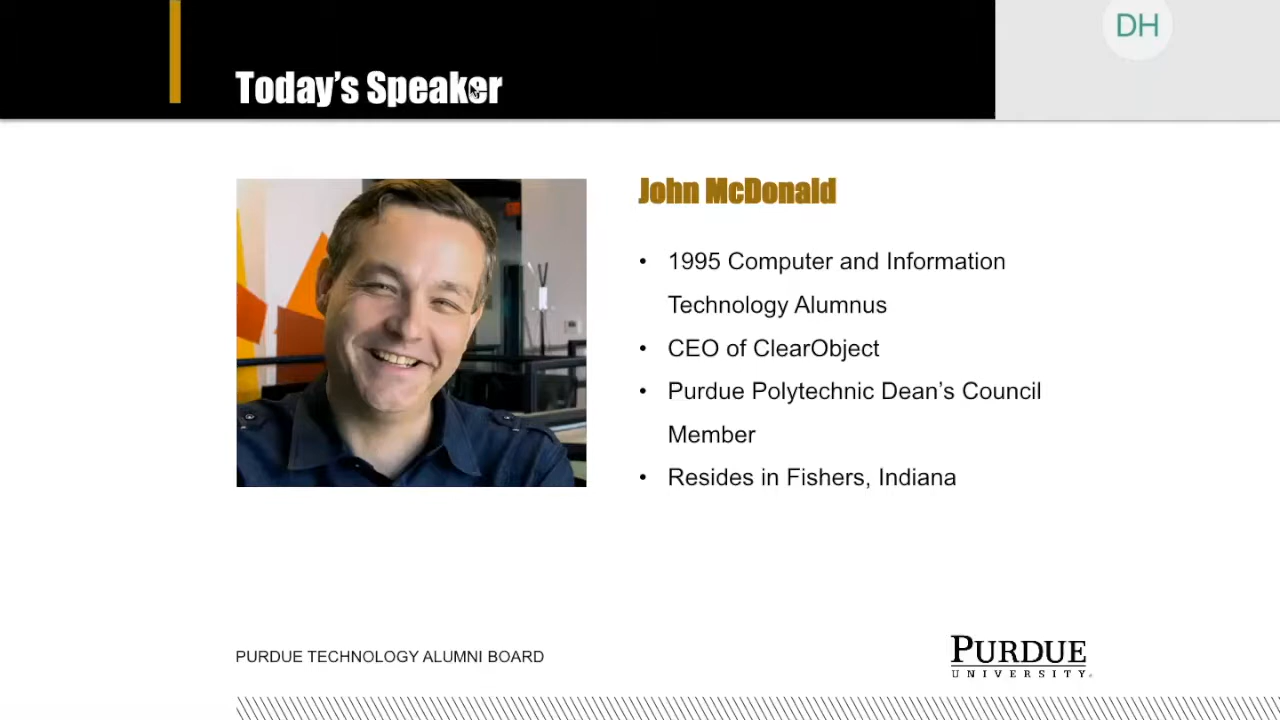 DH
Today's Speaker
John McDonald
• 1995 Computer and Information
Technology Alumnus
• CEO of ClearObject
• Purdue Polytechnic Dean's Council
Member
• Resides in Fishers, Indiana
PURDUE TECHNOLOGY ALUMNI BOARD
PURDUE
UNIVERSITY